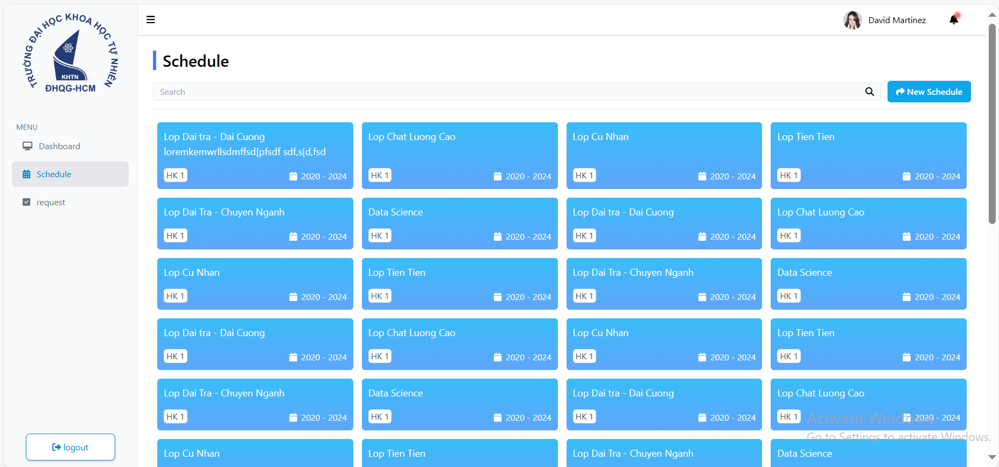 TRƯỜNG ĐẠI HỌC KHOA HỌC TỰ NHIÊN
KHTN
ĐHQG-HCM
David Martinez
Schedule
Search
New Schedule
MENU
Dashboard
Schedule
request
logout
Lop Dai tra - Dai Cuong
loremkemwrllsdmffsd[pfsdf sdf,s[d,fsd
HK 1
2020 - 2024
Lop Chat Luong Cao
HK 1
2020 - 2024
Lop Cu Nhan
HK 1
2020 - 2024
Lop Tien Tien
HK 1
2020 - 2024
Lop Dai Tra - Chuyen Nganh
HK 1
2020 - 2024
Data Science
HK 1
2020 - 2024
Lop Dai tra - Dai Cuong
HK 1
2020 - 2024
Lop Chat Luong Cao
HK 1
2020 - 2024
Lop Cu Nhan
HK 1
2020 - 2024
Lop Tien Tien
HK 1
2020 - 2024
Lop Dai Tra - Chuyen Nganh
HK 1
2020 - 2024
Data Science
HK 1
2020 - 2024
Lop Dai tra - Dai Cuong
HK 1
2020 - 2024
Lop Chat Luong Cao
HK 1
2020 - 2024
Lop Cu Nhan
HK 1
2020 - 2024
Lop Tien Tien
HK 1
2020 - 2024
Lop Dai Tra - Chuyen Nganh
HK 1
2020 - 2024
Data Science
HK 1
2020 - 2024
Lop Dai tra - Dai Cuong
HK 1
2020 - 2024
Lop Chat Luong Cao
HK 1
2020 - 2024
Lop Cu Nhan
Lop Tien Tien
Lop Dai Tra - Chuyen Nganh
Data Science
Activate Windows
Go to Settings to activate Windows.